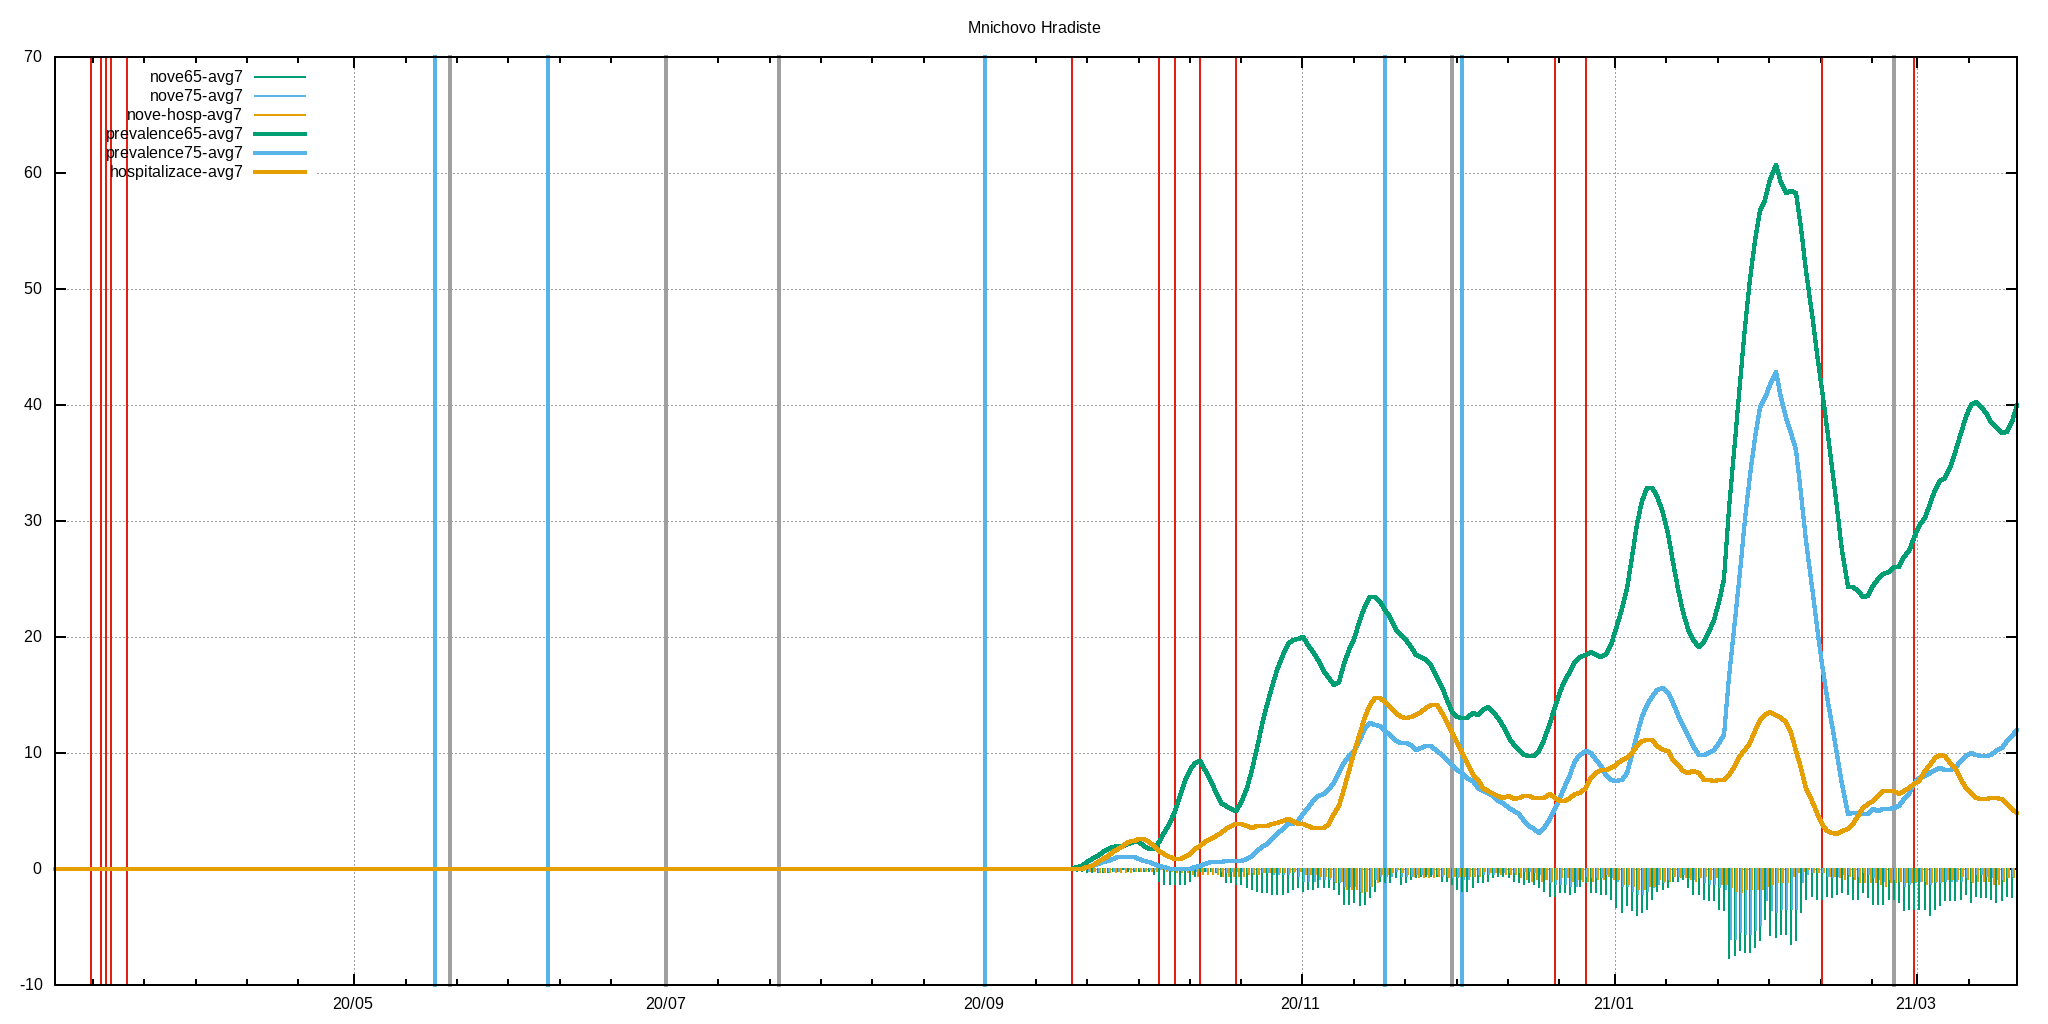 Mnichovo Hradiste
70
60
50
40
30
20
10
0
-10
nove65-avg7
nove75-avg7
nove-hosp-avg7
prevalence65-avg7
prevalence75-avg7
hospitalizace-avg7
20/05 20/07 20/09 20/11 21/01 21/03